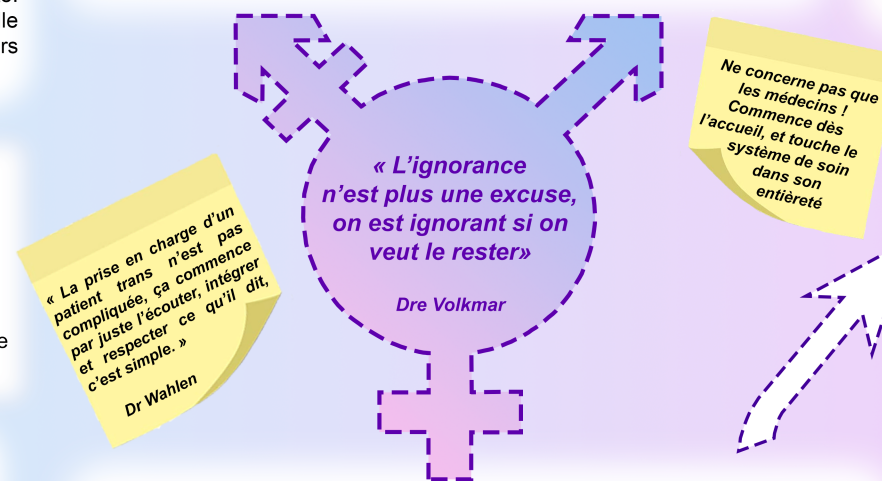 le
rs
e
« La prise en charge d'un
patient trans n'est pas
compliquée, ça commence
par juste l'écouter, intégrer
et respecter ce qu'il dit,
c'est simple. »
Dr Wahlen
« L'ignorance
n'est plus une excuse,
on est ignorant si on
veut le rester»
Dre Volkmar
Ne concerne pas que
les médecins !
Commence dès
l'accueil, et touche le
système de soin
dans son
entièreté